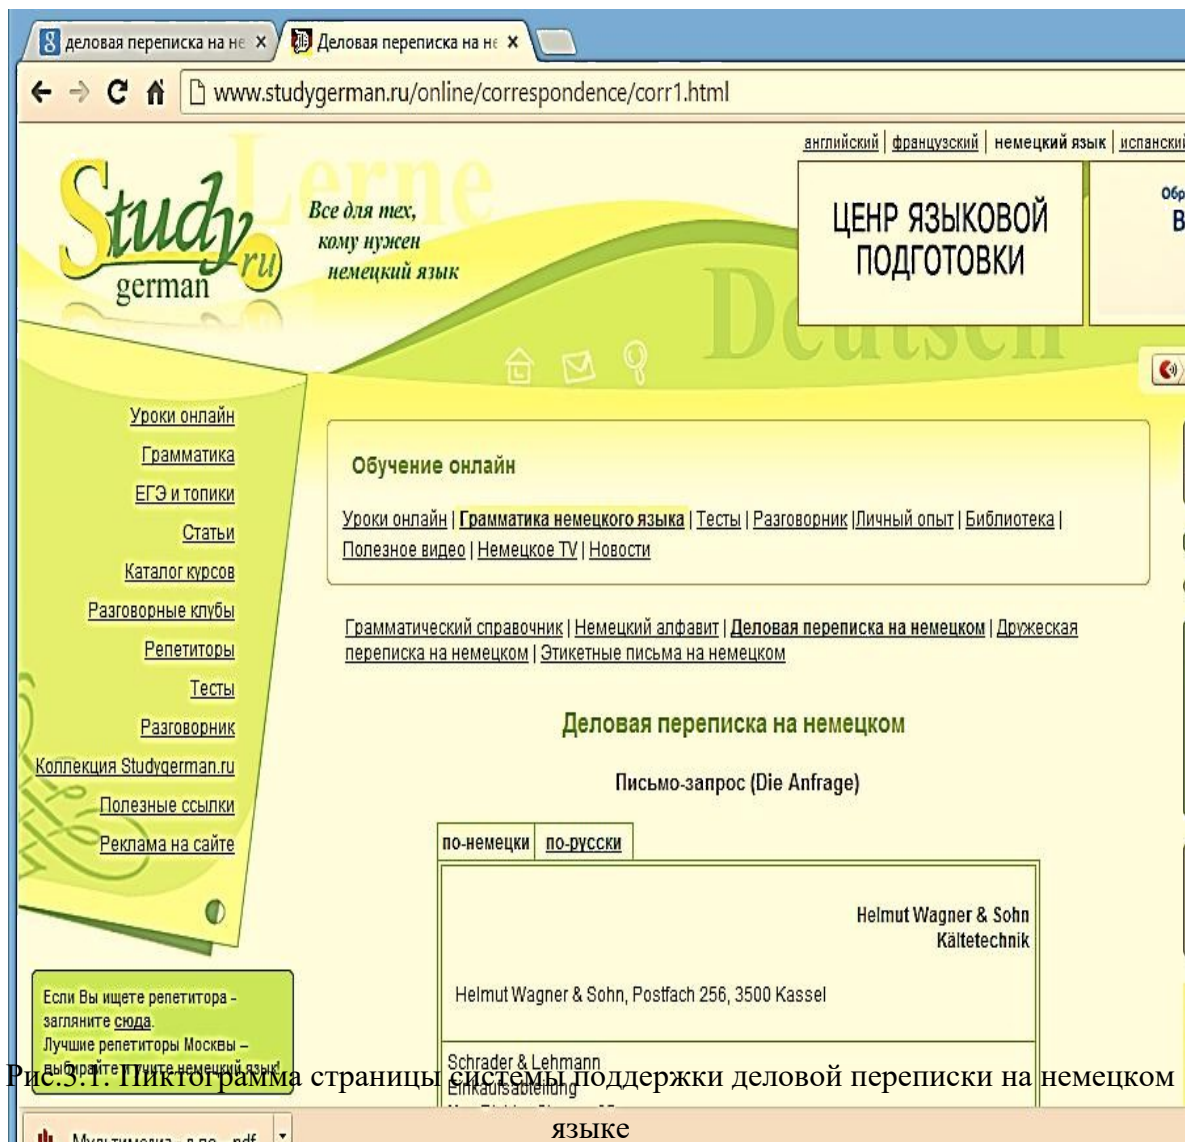 деловая переписка на не
Деловая переписка на не
www.studygerman.ru/online/correspondence/corr1.html
английский | французский | немецкий язык | испанский
Lerne
Study
ru
german
Все для тех,
кому нужен
немецкий язык
ЦЕНР ЯЗЫКОВОЙ
ПОДГОТОВКИ
Обр
В
Deutsch
Уроки онлайн
Грамматика
ЕГЭ и топики
Статьи
Каталог курсов
Разговорные клубы
Репетиторы
Тесты
Разговорник
Коллекция Studygerman.ru
Полезные ссылки
Реклама на сайте
Обучение онлайн
Уроки онлайн | Грамматика немецкого языка | Тесты | Разговорник |Личный опыт | Библиотека |
Полезное видео | Немецкое TV | Новости
Грамматический справочник | Немецкий алфавит | Деловая переписка на немецком | Дружеская
переписка на немецком | Этикетные письма на немецком
Деловая переписка на немецком
Письмо-запрос (Die Anfrage)
по-немецки по-русски
Helmut Wagner & Sohn
Kältetechnik
Helmut Wagner & Sohn, Postfach 256, 3500 Kassel
Schrader & Lehmann
Einkaufsabteilung
Если Вы ищете репетитора -
загляните сюда.
Лучшие репетиторы Москвы –
выбирайте и учите немецкий язык!
Рис.3.1. Пиктограмма страницы системы поддержки деловой переписки на немецком
языке